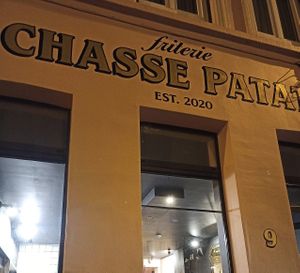 friterie
CHASSE PATAT
EST. 2020
9